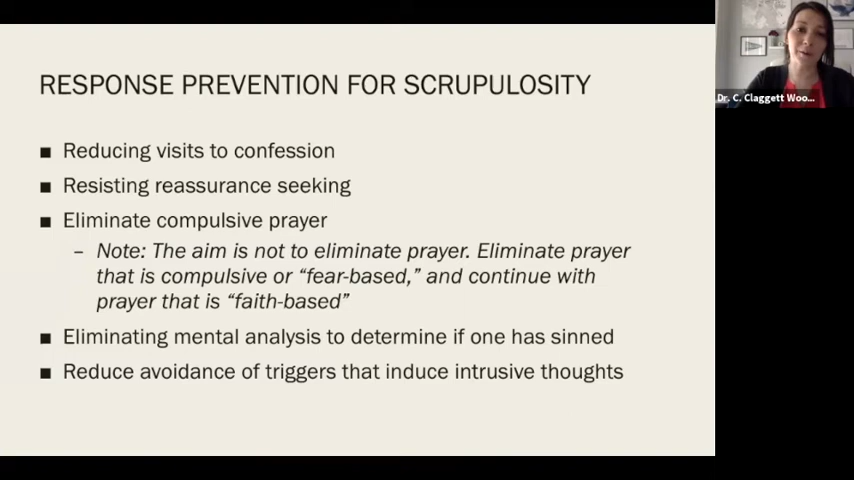 RESPONSE PREVENTION FOR SCRUPULOSITY
■ Reducing visits to confession
■ Resisting reassurance seeking
■ Eliminate compulsive prayer
– Note: The aim is not to eliminate prayer. Eliminate prayer
that is compulsive or “fear-based,” and continue with
prayer that is “faith-based”
■ Eliminating mental analysis to determine if one has sinned
■ Reduce avoidance of triggers that induce intrusive thoughts
Dr. C. Claggett Woo...